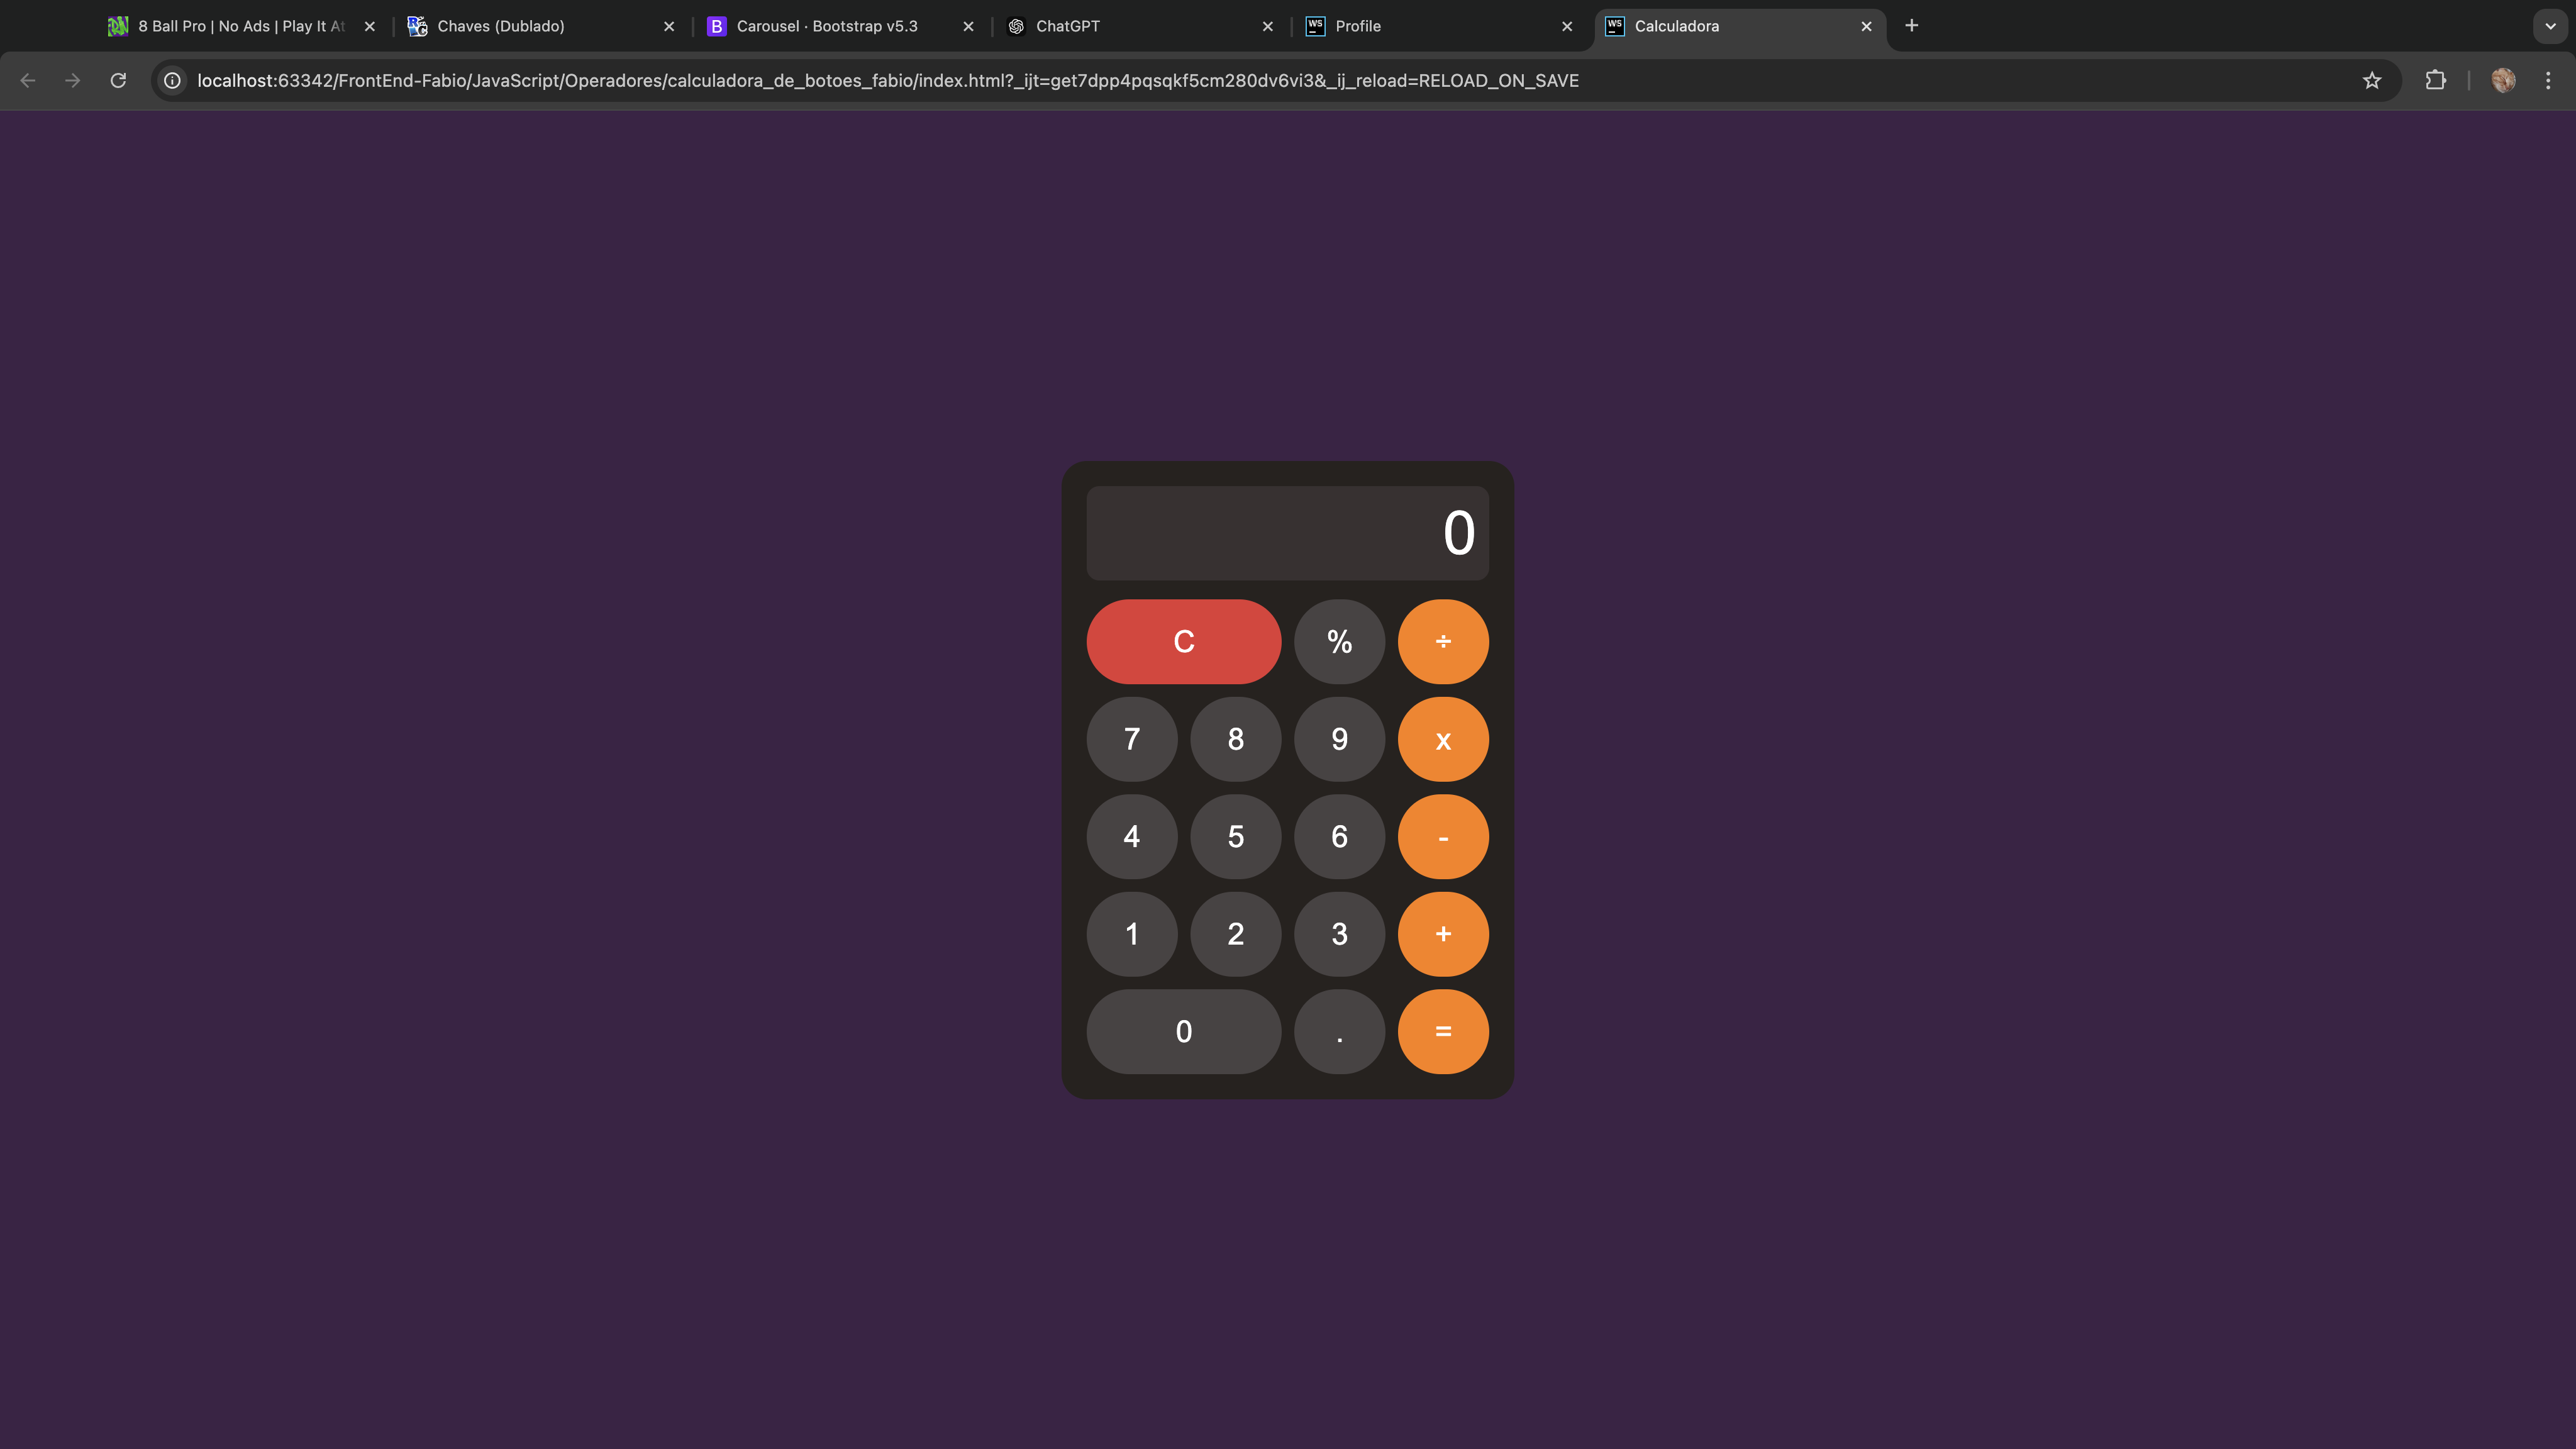 8 Ball Pro | No Ads | Play It At
Chaves (Dublado)
B
Carousel · Bootstrap v5.3
ChatGPT
WS
Profile
WS
Calculadora
localhost:63342/FrontEnd-Fabio/JavaScript/Operadores/calculadora_de_botoes_fabio/index.html?_ijt=get7dpp4pqsqkf5cm280dv6vi3&_ij_reload=RELOAD_ON_SAVE
0
C % ÷
7 8 9 x
4 5 6 -
1 2 3 +
0 . =